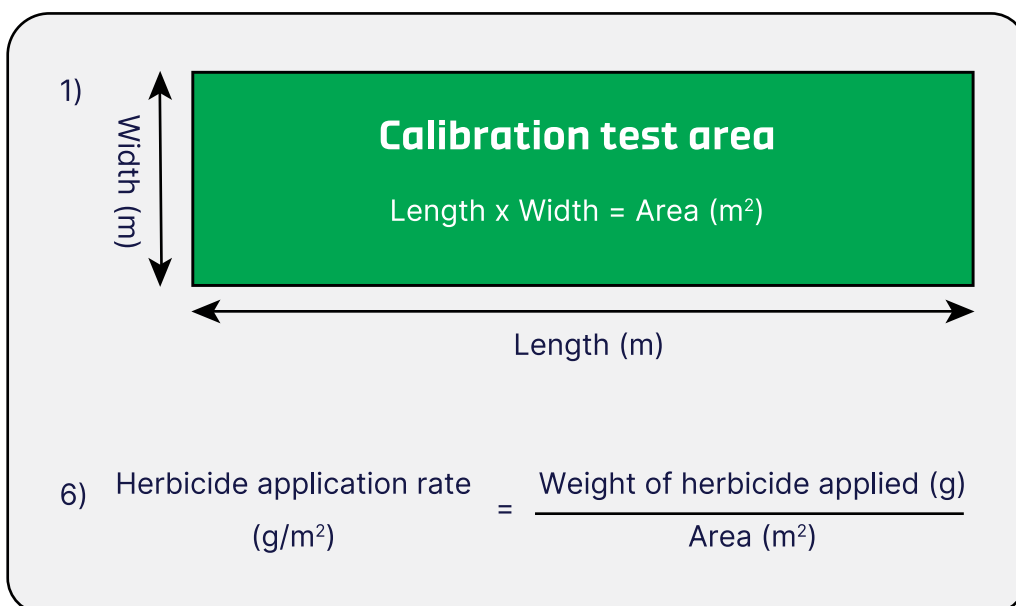 1)
Width (m)
Calibration test area
Length x Width = Area (m²)
Length (m)
6)
Herbicide application rate
(g/m²)
=
Weight of herbicide applied (g)
Area (m²)